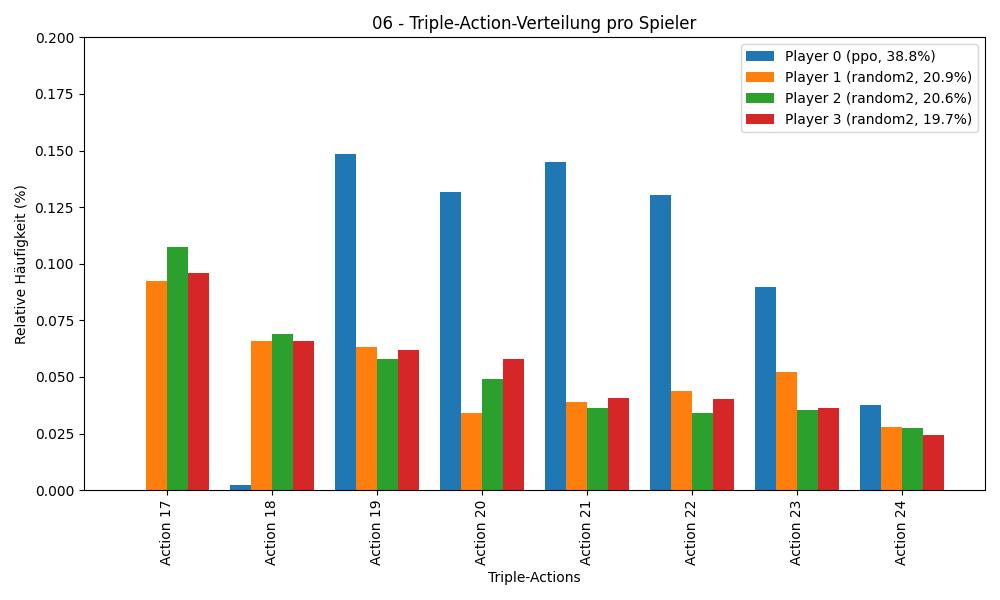 06 - Triple-Action-Verteilung pro Spieler
Player 0 (ppo, 38.8%)
Player 1 (random2, 20.9%)
Player 2 (random2, 20.6%)
Player 3 (random2, 19.7%)
Relative Häufigkeit (%)
0.200
0.175
0.150
0.125
0.100
0.075
0.050
0.025
0.000
Action 17
Action 18
Action 19
Action 20
Action 21
Action 22
Action 23
Action 24
Triple-Actions